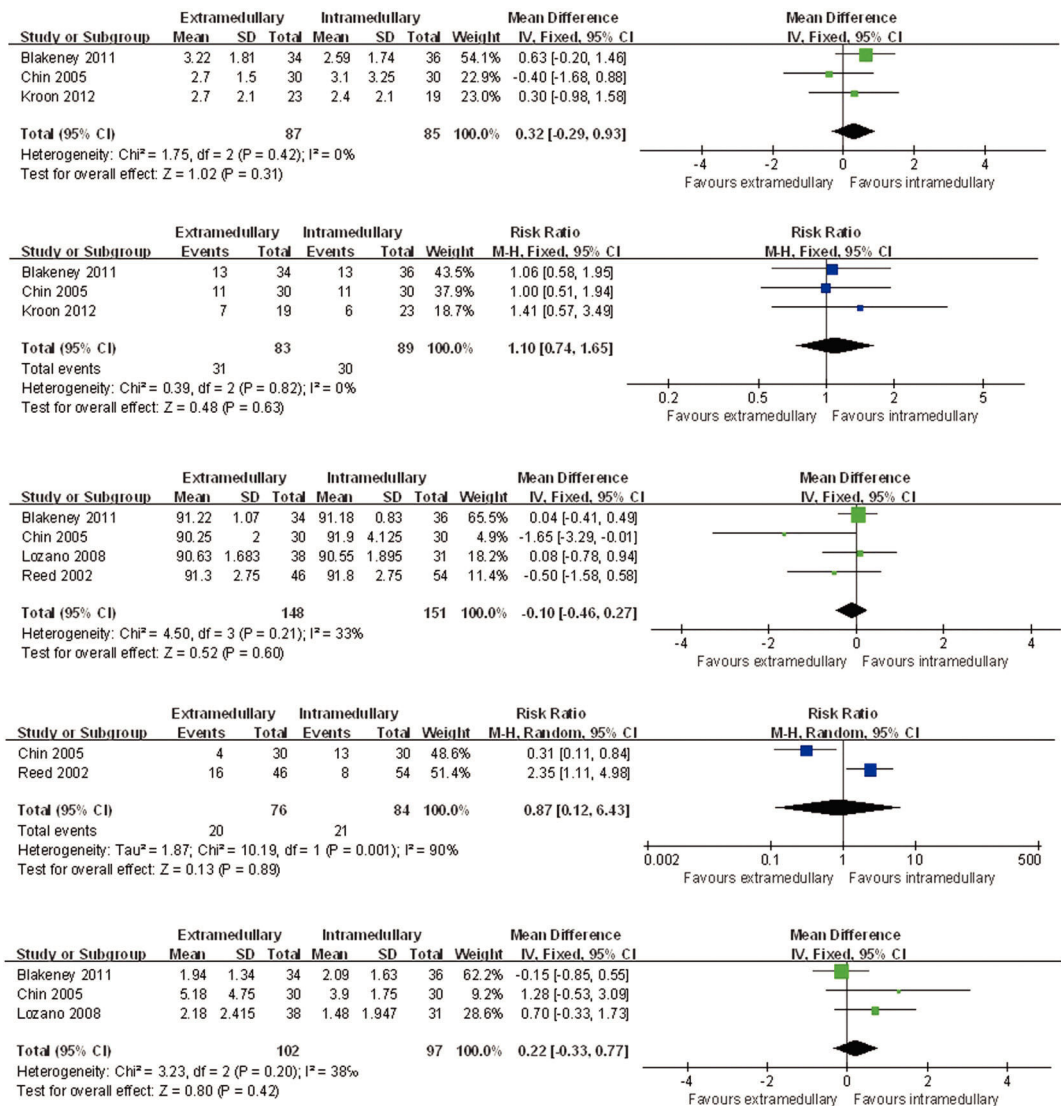 Extramedullary Intramedullary Mean Difference Mean Difference
Study or Subgroup Mean SD Total Mean SD Total Weight IV, Fixed, 95% CI IV, Fixed, 95% CI
Blakeney 2011 3.22 1.81 34 2.59 1.74 36 54.1% 0.63 [-0.20, 1.46]
Chin 2005 2.7 1.5 30 3.1 3.25 30 22.9% -0.40 [-1.68, 0.88]
Kroon 2012 2.7 2.1 23 2.4 2.1 19 23.0% 0.30 [-0.98, 1.58]
Total (95% CI) 87 85 100.0% 0.32 [-0.29, 0.93]
Heterogeneity: Chi² = 1.75, df = 2 (P = 0.42); I² = 0%
Test for overall effect: Z = 1.02 (P = 0.31)
-4 -2 0 2 4
Favours extramedullary Favours intramedullary
Extramedullary Intramedullary Risk Ratio Risk Ratio
Study or Subgroup Events Total Events Total Weight M-H, Fixed, 95% CI M-H, Fixed, 95% CI
Blakeney 2011 13 34 13 36 43.5% 1.06 [0.58, 1.95]
Chin 2005 11 30 11 30 37.9% 1.00 [0.51, 1.94]
Kroon 2012 7 19 6 23 18.7% 1.41 [0.57, 3.49]
Total (95% CI) 83 89 100.0% 1.10 [0.74, 1.65]
Total events 31 30
Heterogeneity: Chi² = 0.39, df = 2 (P = 0.82); I² = 0%
Test for overall effect: Z = 0.48 (P = 0.63)
0.2 0.5 1 2 5
Favours extramedullary Favours intramedullary
Extramedullary Intramedullary Mean Difference Mean Difference
Study or Subgroup Mean SD Total Mean SD Total Weight IV, Fixed, 95% CI IV, Fixed, 95% CI
Blakeney 2011 91.22 1.07 34 91.18 0.83 36 65.5% 0.04 [-0.41, 0.49]
Chin 2005 90.25 2 30 91.9 4.125 30 4.9% -1.65 [-3.29, -0.01]
Lozano 2008 90.63 1.683 38 90.55 1.895 31 18.2% 0.08 [-0.78, 0.94]
Reed 2002 91.3 2.75 46 91.8 2.75 54 11.4% -0.50 [-1.58, 0.58]
Total (95% CI) 148 151 100.0% -0.10 [-0.46, 0.27]
Heterogeneity: Chi² = 4.50, df = 3 (P = 0.21); I² = 33%
Test for overall effect: Z = 0.52 (P = 0.60)
-4 -2 0 2 4
Favours extramedullary Favours intramedullary
Extramedullary Intramedullary Risk Ratio Risk Ratio
Study or Subgroup Events Total Events Total Weight M-H, Random, 95% CI M-H, Random, 95% CI
Chin 2005 4 30 13 30 48.6% 0.31 [0.11, 0.84]
Reed 2002 16 46 8 54 51.4% 2.35 [1.11, 4.98]
Total (95% CI) 76 84 100.0% 0.87 [0.12, 6.43]
Total events 20 21
Heterogeneity: Tau² = 1.87; Chi² = 10.19, df = 1 (P = 0.001); I² = 90%
Test for overall effect: Z = 0.13 (P = 0.89)
0.002 0.1 1 10 500
Favours extramedullary Favours intramedullary
Extramedullary Intramedullary Mean Difference Mean Difference
Study or Subgroup Mean SD Total Mean SD Total Weight IV, Fixed, 95% CI IV, Fixed, 95% CI
Blakeney 2011 1.94 1.34 34 2.09 1.63 36 62.2% -0.15 [-0.85, 0.55]
Chin 2005 5.18 4.75 30 3.9 1.75 30 9.2% 1.28 [-0.53, 3.09]
Lozano 2008 2.18 2.415 38 1.48 1.947 31 28.6% 0.70 [-0.33, 1.73]
Total (95% CI) 102 97 100.0% 0.22 [-0.33, 0.77]
Heterogeneity: Chi² = 3.23, df = 2 (P = 0.20); I² = 38%
Test for overall effect: Z = 0.80 (P = 0.42)
-4 -2 0 2 4
Favours extramedullary Favours intramedullary